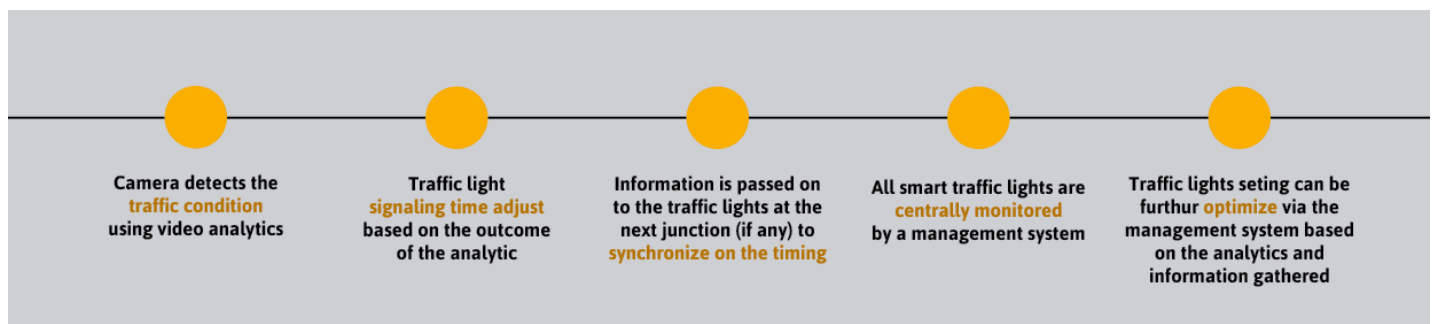 Camera detects the
traffic condition
using video analytics
Traffic light
signaling time adjust
based on the outcome
of the analytic
Information is passed on
to the traffic lights at the
next junction (if any) to
synchronize on the timing
All smart traffic lights are
centrally monitored
by a management system
Traffic lights seting can be
furthur optimize via the
management system based
on the analytics and
information gathered